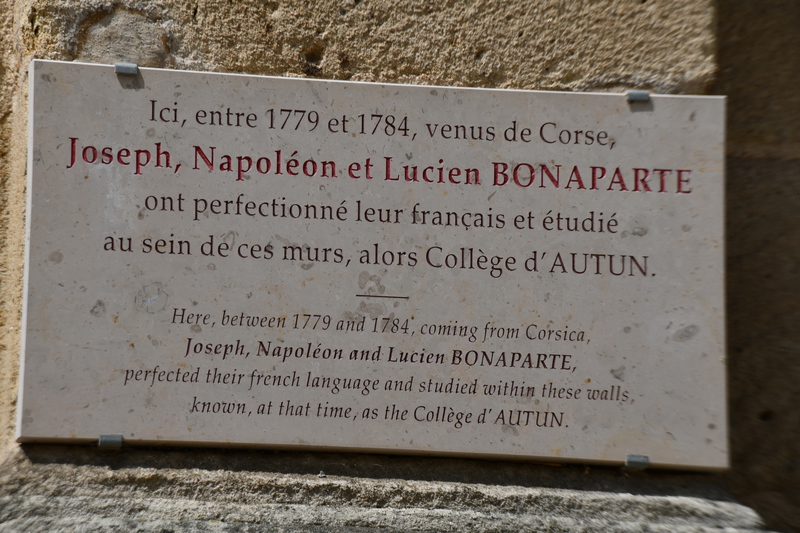 Ici, entre 1779 et 1784, venus de Corse,
Joseph, Napoléon et Lucien BONAPARTE
ont perfectionné leur français et étudié
au sein de ces murs, alors Collège d'AUTUN.
Here, between 1779 and 1784, coming from Corsica,
Joseph, Napoléon and Lucien BONAPARTE,
perfected their french language and studied within these walls,
known, at that time, as the Collège d'AUTUN.